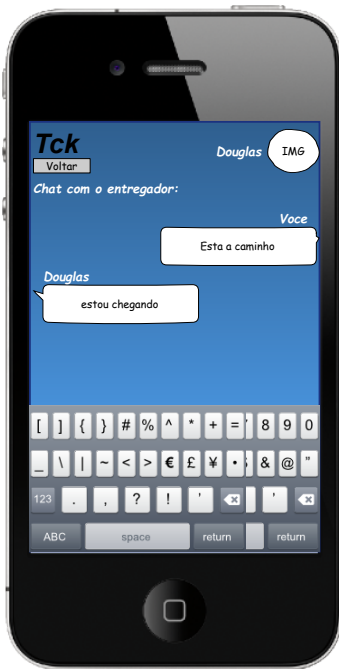 Tck
Voltar
Douglas
IMG
Chat com o entregador:
Voce
Esta a caminho
Douglas
estou chegando
[ ] { } # % ^ * + = 8 9 0
_ \ | ~ < > € £ ¥ • & @ "
123 . , ? ! ' '
ABC space return return